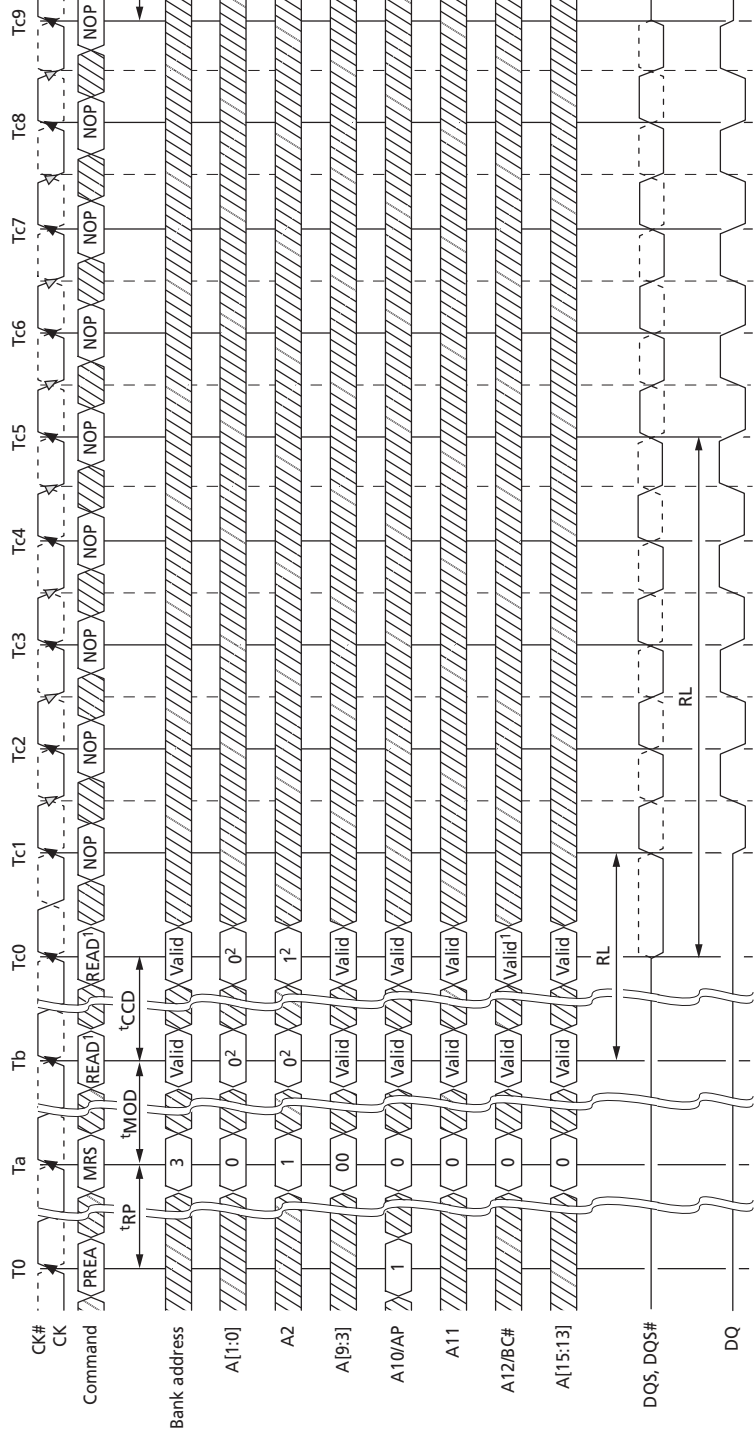 T0 Ta Tb Tc0 Tc1 Tc2 Tc3 Tc4 Tc5 Tc6 Tc7 Tc8 Tc9
CK#
CK
Command PREA MRS READ¹ READ¹ NOP NOP NOP NOP NOP NOP NOP NOP NOP
tRP tMOD tCCD
Bank address 3 Valid Valid
A[1:0] 0 0² 0²
A2 1 0² 1²
A[9:3] 00 Valid Valid
A10/AP 1 0 Valid Valid
A11 0 Valid Valid
A12/BC# 0 Valid Valid¹
A[15:13] 0 Valid Valid
RL
DQS, DQS#
RL
DQ